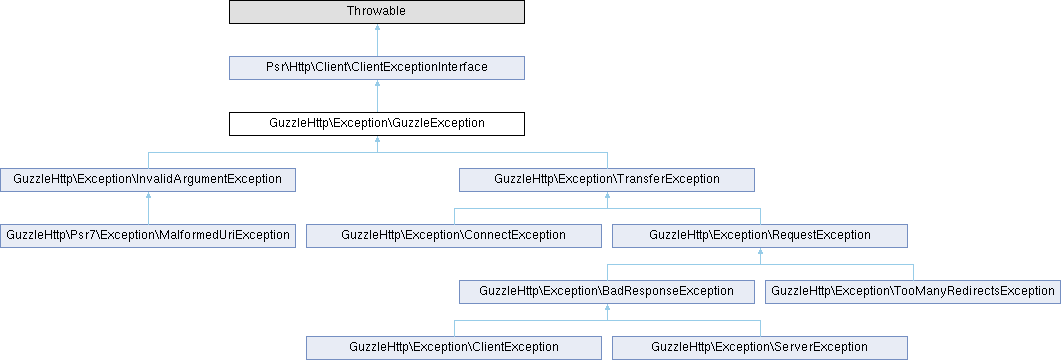 Throwable
Psr\Http\Client\ClientExceptionInterface
GuzzleHttp\Exception\GuzzleException
GuzzleHttp\Exception\InvalidArgumentException
GuzzleHttp\Exception\TransferException
GuzzleHttp\Psr7\Exception\MalformedUriException
GuzzleHttp\Exception\ConnectException
GuzzleHttp\Exception\RequestException
GuzzleHttp\Exception\BadResponseException
GuzzleHttp\Exception\TooManyRedirectsException
GuzzleHttp\Exception\ClientException
GuzzleHttp\Exception\ServerException